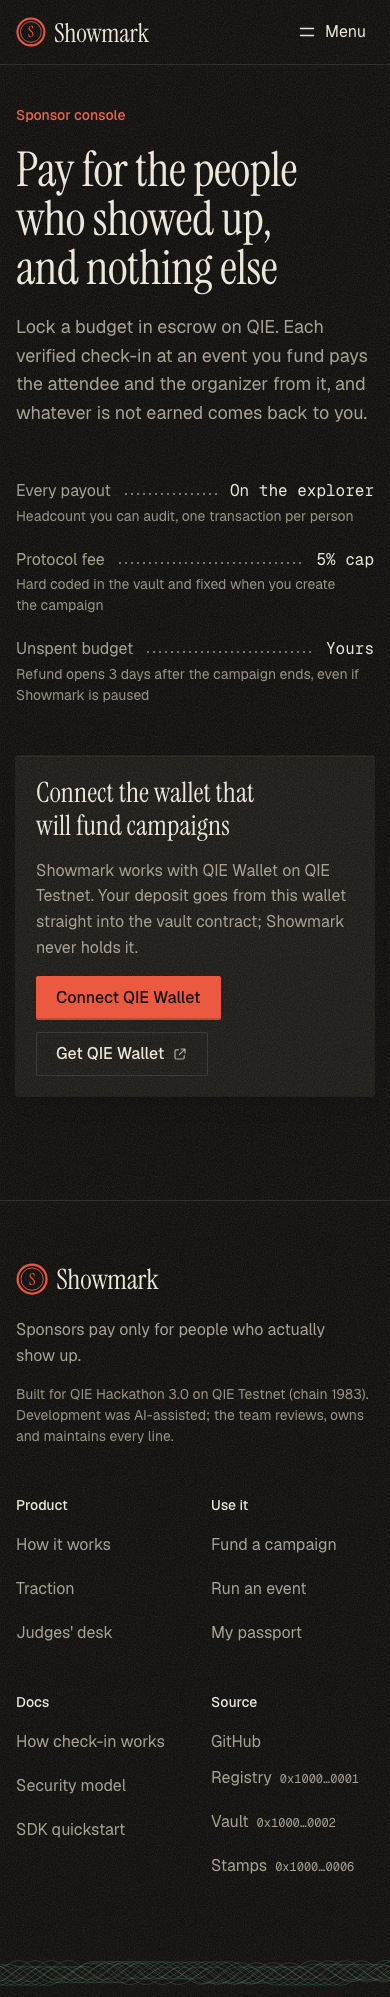 S Showmark
Menu
Sponsor console
Pay for the people
who showed up,
and nothing else
Lock a budget in escrow on QIE. Each
verified check-in at an event you fund pays
the attendee and the organizer from it, and
whatever is not earned comes back to you.
Every payout ................ On the explorer
Headcount you can audit, one transaction per person
Protocol fee ............................... 5% cap
Hard coded in the vault and fixed when you create
the campaign
Unspent budget ............................ Yours
Refund opens 3 days after the campaign ends, even if
Showmark is paused
Connect the wallet that
will fund campaigns
Showmark works with QIE Wallet on QIE
Testnet. Your deposit goes from this wallet
straight into the vault contract; Showmark
never holds it.
Connect QIE Wallet
Get QIE Wallet
S Showmark
Sponsors pay only for people who actually
show up.
Built for QIE Hackathon 3.0 on QIE Testnet (chain 1983).
Development was AI-assisted; the team reviews, owns
and maintains every line.
Product
How it works
Traction
Judges' desk
Use it
Fund a campaign
Run an event
My passport
Docs
How check-in works
Security model
SDK quickstart
Source
GitHub
Registry 0x1000…0001
Vault 0x1000…0002
Stamps 0x1000…0006